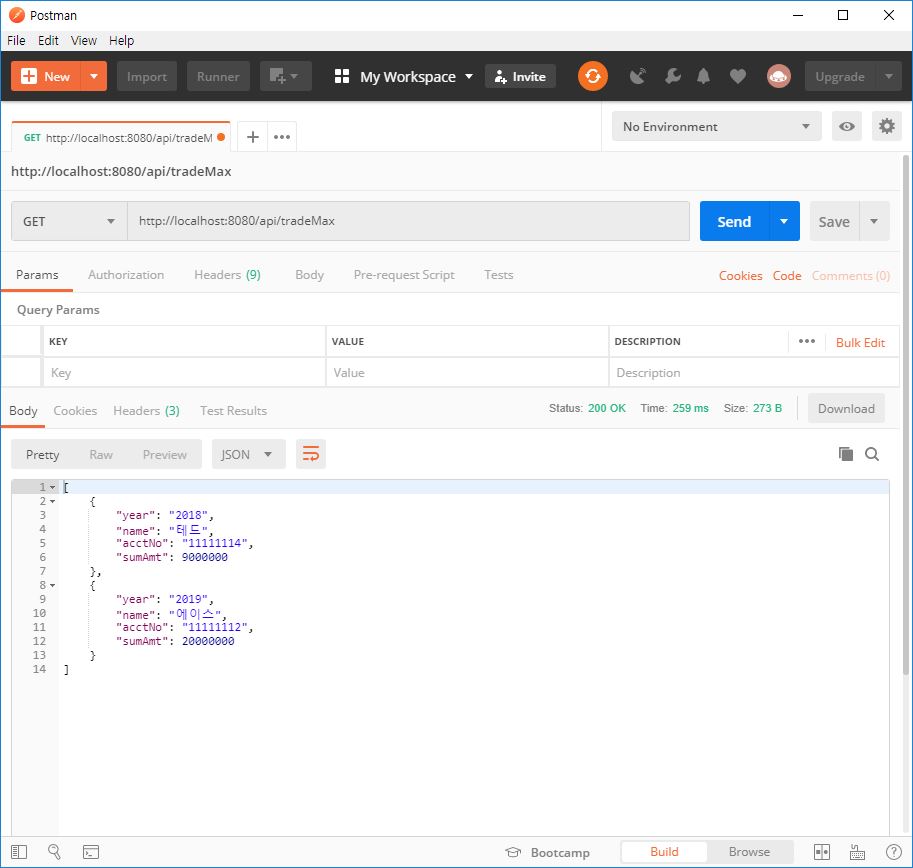 Postman
File Edit View Help
New Import Runner My Workspace Invite Upgrade
GET http://localhost:8080/api/tradeM + ••• No Environment
http://localhost:8080/api/tradeMax
GET http://localhost:8080/api/tradeMax Send Save
Params Authorization Headers (9) Body Pre-request Script Tests Cookies Code Comments (0)
Query Params
KEY VALUE DESCRIPTION ••• Bulk Edit
Key Value Description
Body Cookies Headers (3) Test Results Status: 200 OK Time: 259 ms Size: 273 B Download
Pretty Raw Preview JSON
1 [
2 {
3 "year": "2018",
4 "name": "테드",
5 "acctNo": "11111114",
6 "sumAmt": 9000000
7 },
8 {
9 "year": "2019",
10 "name": "에이스",
11 "acctNo": "11111112",
12 "sumAmt": 20000000
13 }
14 ]
Bootcamp Build Browse